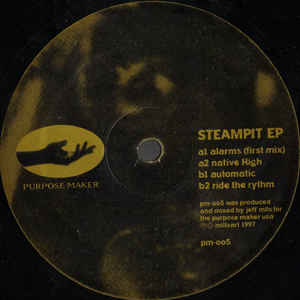 STEAMPIT EP
a1 alarms (first mix)
a2 native High
b1 automatic
b2 ride the rythm
PURPOSE MAKER
pm-005 was produced
and mixed by jeff mills for
the purpose maker usa
℗© millsart 1997
pm-005